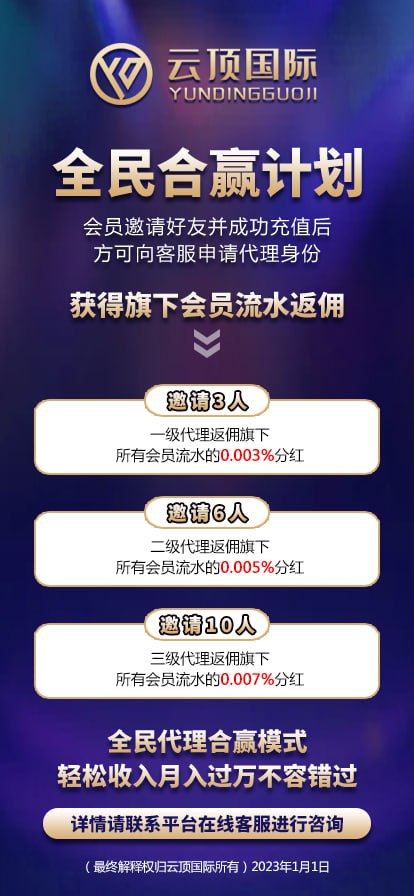 云顶国际
YUNDINGGUOJI
全民合赢计划
会员邀请好友并成功充值后
方可向客服申请代理身份
获得旗下会员流水返佣
邀请3人
一级代理返佣旗下
所有会员流水的0.003%分红
邀请6人
二级代理返佣旗下
所有会员流水的0.005%分红
邀请10人
三级代理返佣旗下
所有会员流水的0.007%分红
全民代理合赢模式
轻松收入月入过万不容错过
详情请联系平台在线客服进行咨询
（最终解释权归云顶国际所有）2023年1月1日